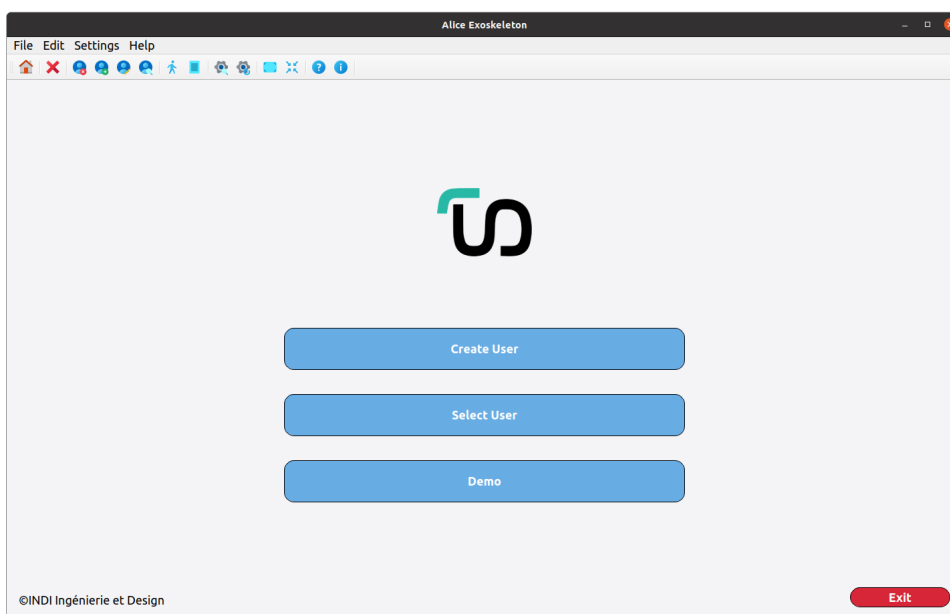 Alice Exoskeleton
File Edit Settings Help
Create User
Select User
Demo
©INDI Ingénierie et Design
Exit